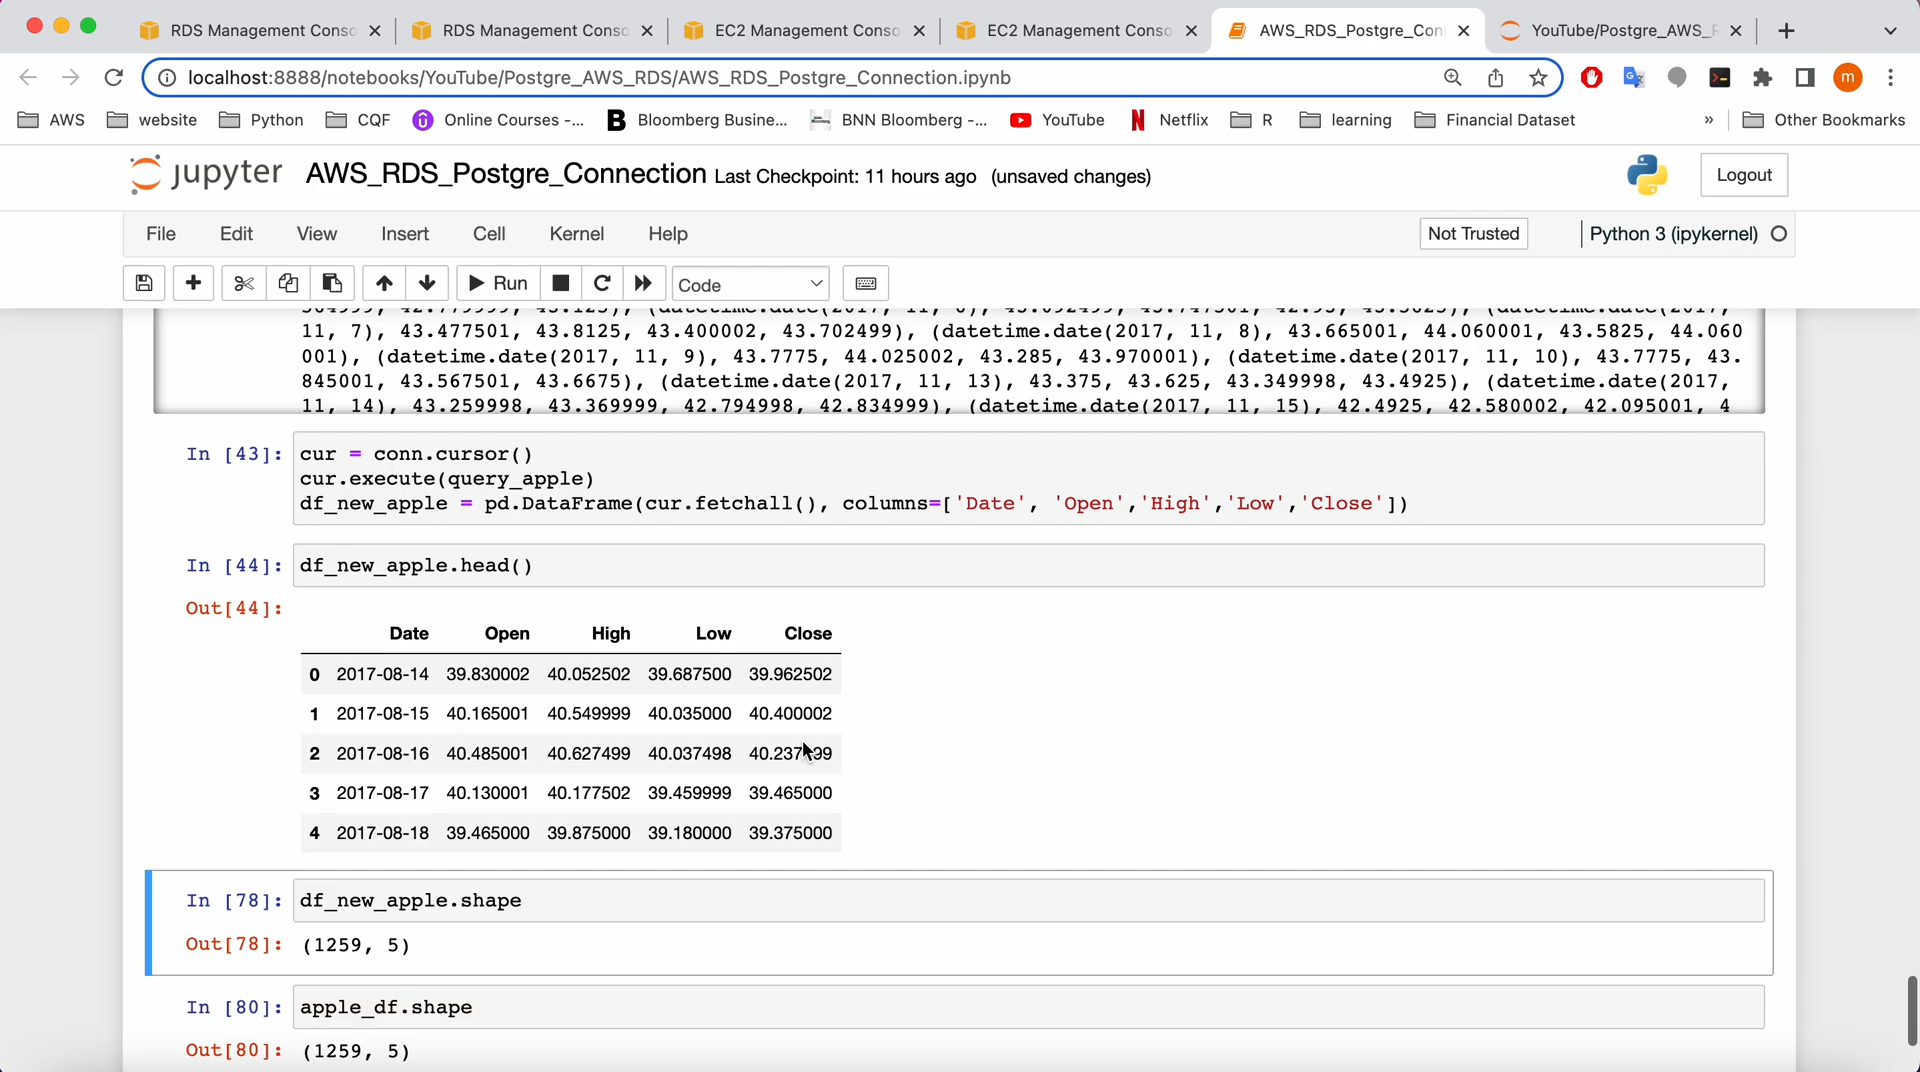 RDS Management Conso
RDS Management Conso
EC2 Management Conso
EC2 Management Conso
AWS_RDS_Postgre_Con
YouTube/Postgre_AWS_R
localhost:8888/notebooks/YouTube/Postgre_AWS_RDS/AWS_RDS_Postgre_Connection.ipynb
m
AWS website Python CQF Online Courses -... Bloomberg Busine... BNN Bloomberg -... YouTube Netflix R learning Financial Dataset » Other Bookmarks
jupyter AWS_RDS_Postgre_Connection Last Checkpoint: 11 hours ago (unsaved changes) Logout
File Edit View Insert Cell Kernel Help Not Trusted Python 3 (ipykernel)
Run Code
11, 7), 43.477501, 43.8125, 43.400002, 43.702499), (datetime.date(2017, 11, 8), 43.665001, 44.060001, 43.5825, 44.060
001), (datetime.date(2017, 11, 9), 43.7775, 44.025002, 43.285, 43.970001), (datetime.date(2017, 11, 10), 43.7775, 43.
845001, 43.567501, 43.6675), (datetime.date(2017, 11, 13), 43.375, 43.625, 43.349998, 43.4925), (datetime.date(2017,
11, 14), 43.259998, 43.369999, 42.794998, 42.834999), (datetime.date(2017, 11, 15), 42.4925, 42.580002, 42.095001, 4
In [43]: cur = conn.cursor()
cur.execute(query_apple)
df_new_apple = pd.DataFrame(cur.fetchall(), columns=['Date', 'Open','High','Low','Close'])
In [44]: df_new_apple.head()
Out[44]:
Date Open High Low Close
0 2017-08-14 39.830002 40.052502 39.687500 39.962502
1 2017-08-15 40.165001 40.549999 40.035000 40.400002
2 2017-08-16 40.485001 40.627499 40.037498
3 2017-08-17 40.130001 40.177502 39.459999 39.465000
4 2017-08-18 39.465000 39.875000 39.180000 39.375000
In [78]: df_new_apple.shape
Out[78]: (1259, 5)
In [80]: apple_df.shape
Out[80]: (1259, 5)